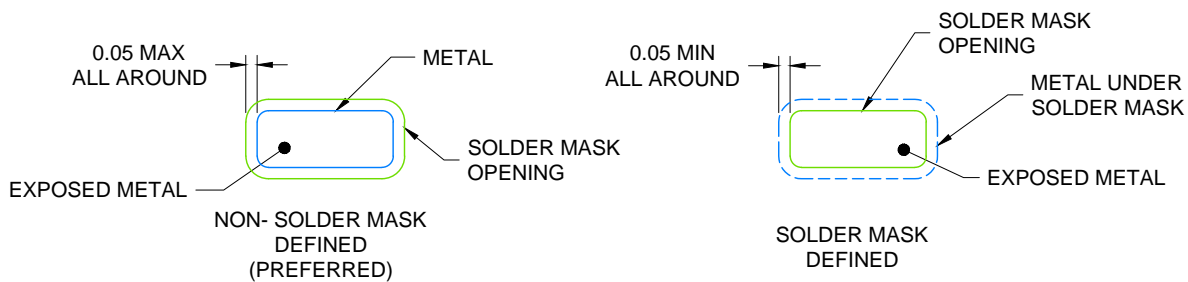 0.05 MAX
ALL AROUND
METAL
SOLDER MASK
OPENING
EXPOSED METAL
NON- SOLDER MASK
DEFINED
(PREFERRED)
SOLDER MASK
OPENING
0.05 MIN
ALL AROUND
METAL UNDER
SOLDER MASK
EXPOSED METAL
SOLDER MASK
DEFINED